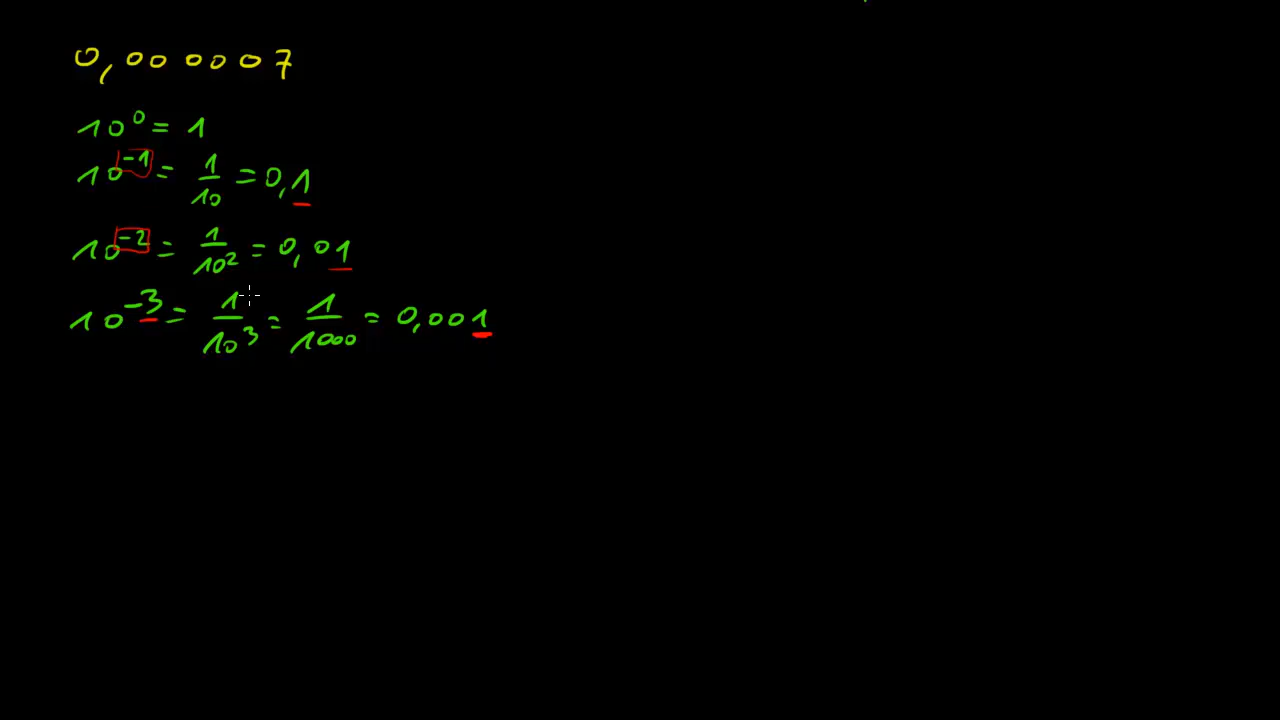 0,000007
10⁰ = 1
10⁻¹ = 1/10 = 0,1
10⁻² = 1/10² = 0,01
10⁻³ = 1/10³ = 1/1000 = 0,001